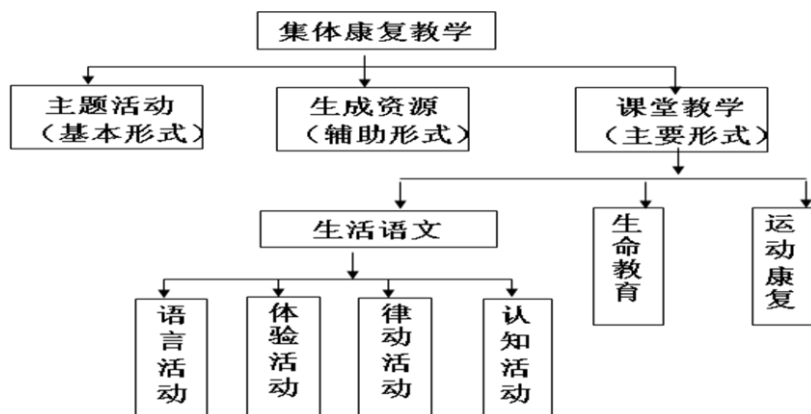 集体康复教学
主题活动
（基本形式）
生成资源
（辅助形式）
课堂教学
（主要形式）
生活语文
生命教育
运动康复
语言活动
体验活动
律动活动
认知活动